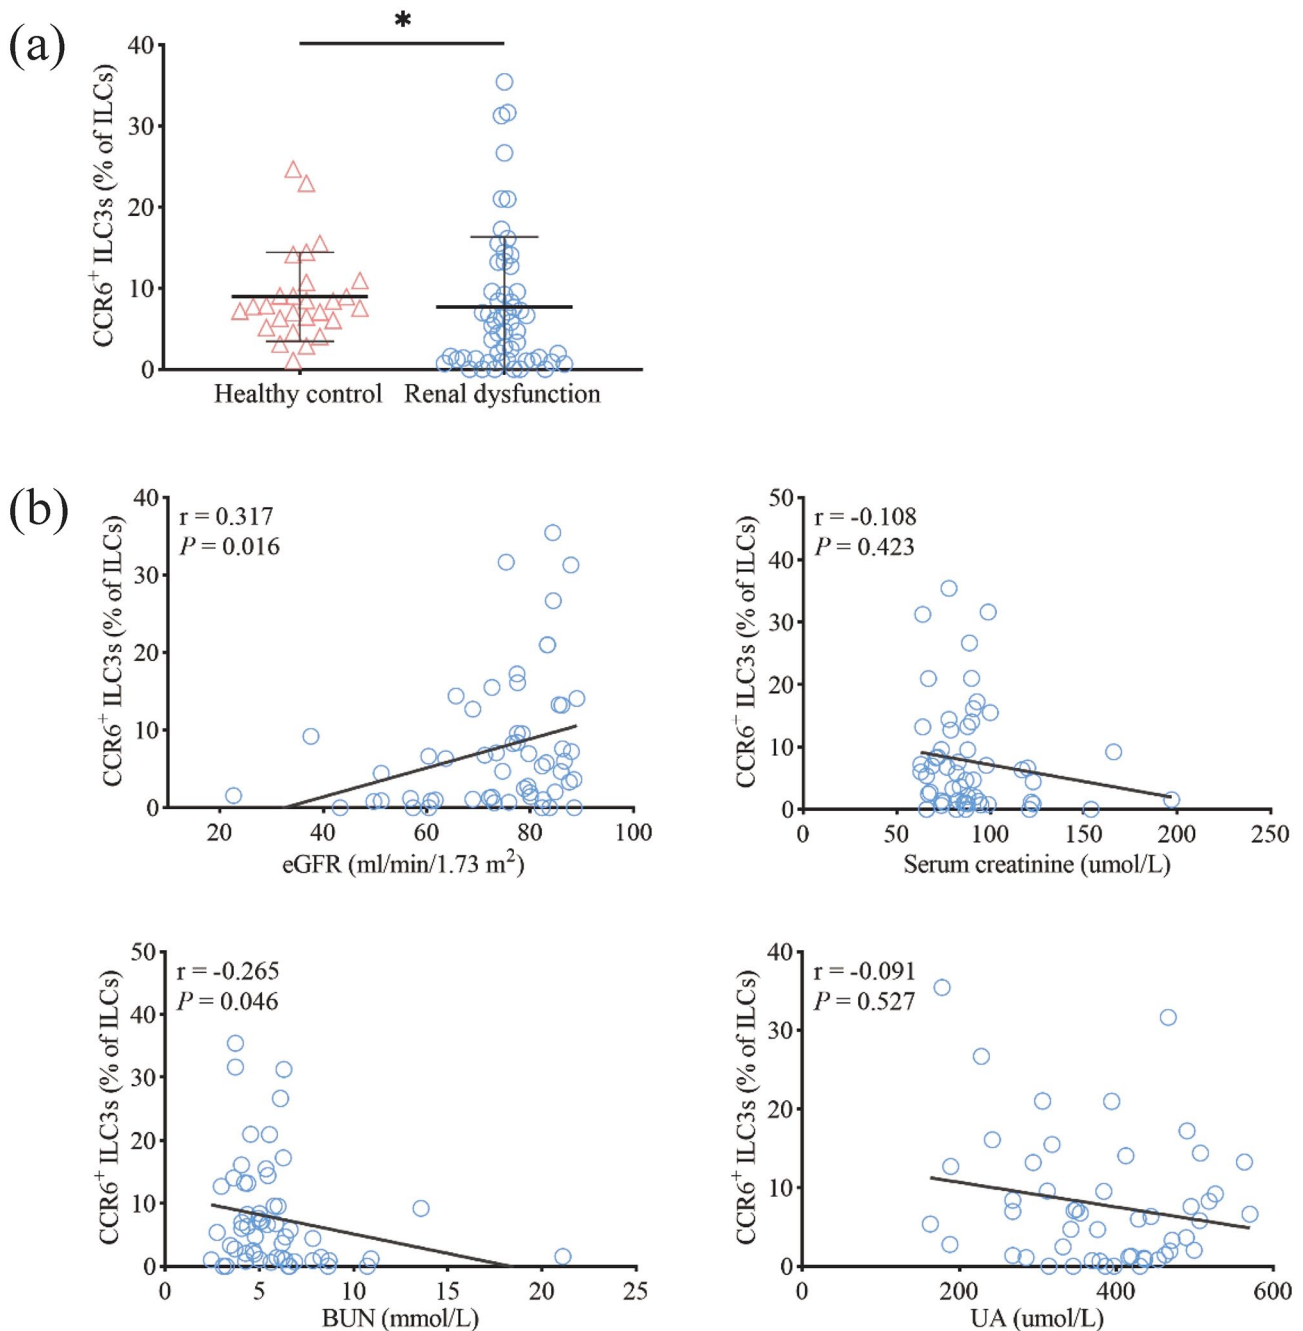 (a)
*
CCR6+ ILC3s (% of ILCs)
40
30
20
10
0
Healthy control
Renal dysfunction
(b)
CCR6+ ILC3s (% of ILCs)
40
30
20
10
0
r = 0.317
P = 0.016
20 40 60 80 100
eGFR (ml/min/1.73 m2)
CCR6+ ILC3s (% of ILCs)
50
40
30
20
10
0
r = -0.108
P = 0.423
0 50 100 150 200 250
Serum creatinine (umol/L)
CCR6+ ILC3s (% of ILCs)
50
40
30
20
10
0
r = -0.265
P = 0.046
0 5 10 15 20 25
BUN (mmol/L)
CCR6+ ILC3s (% of ILCs)
40
30
20
10
0
r = -0.091
P = 0.527
0 200 400 600
UA (umol/L)